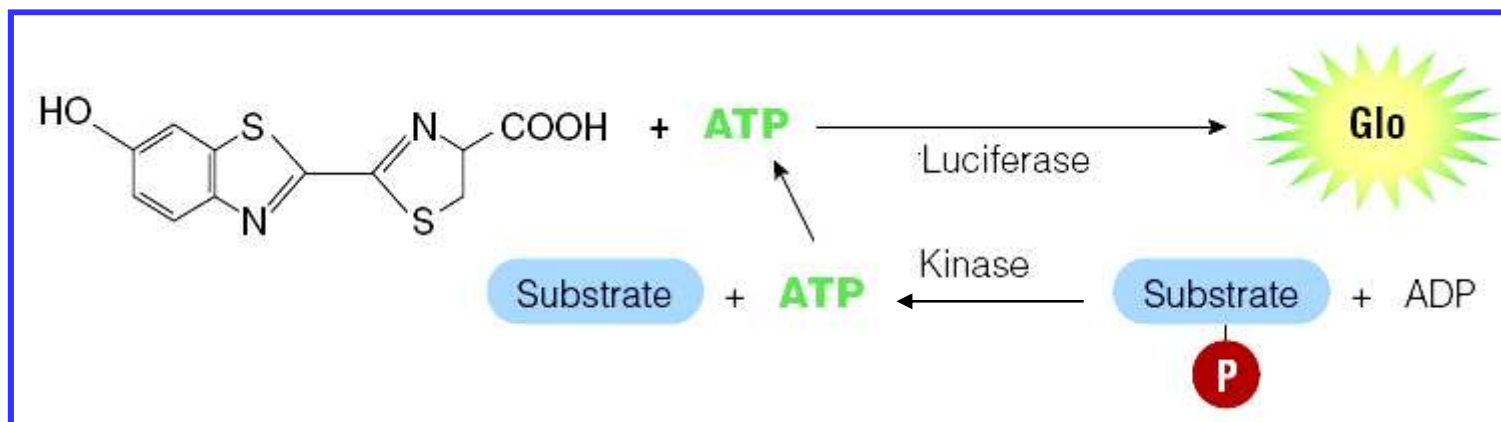 HO
S
N
N
S
COOH + ATP
Luciferase
Glo
Substrate + ATP
Kinase
Substrate + ADP
P